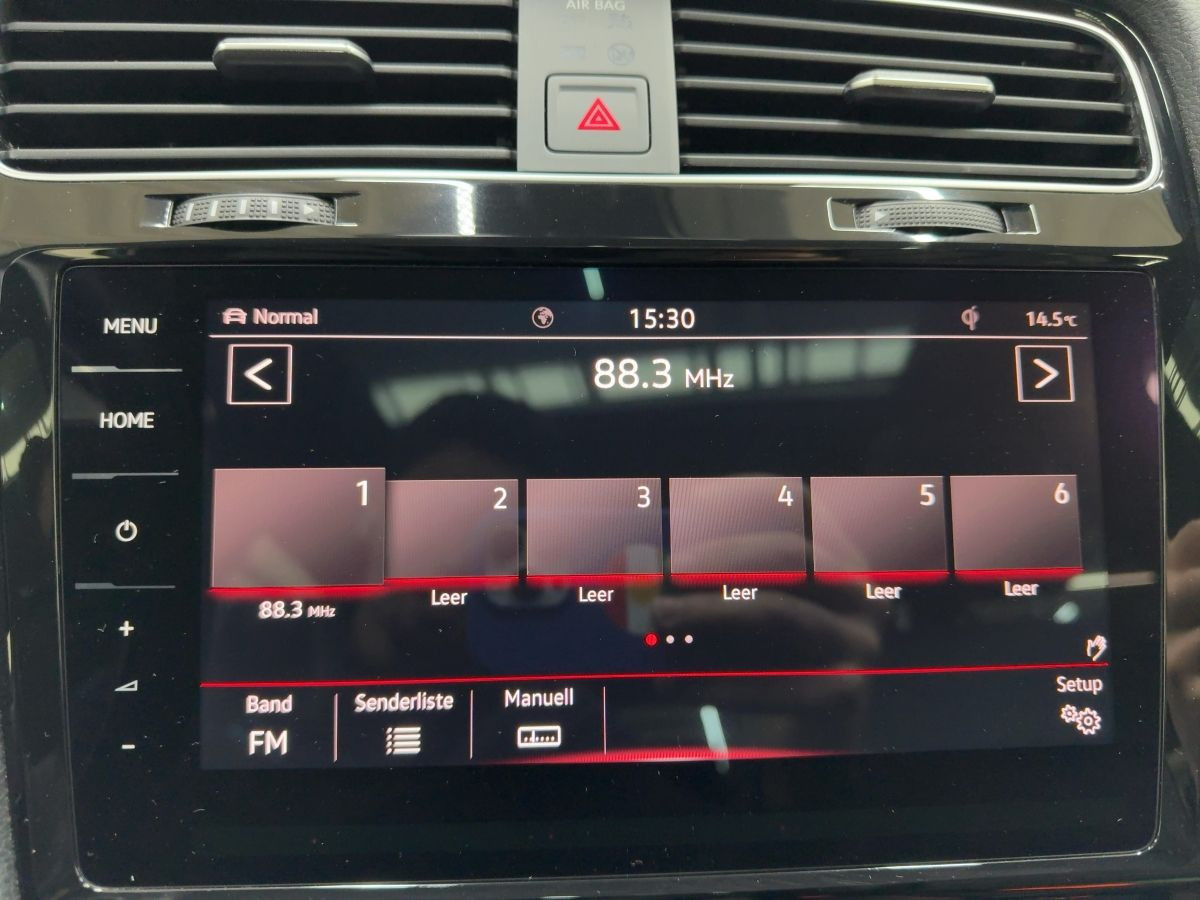 AIR BAG
MENU
HOME
+
−
Normal
15:30
14.5°C
<
88.3 MHz
>
1
2
3
4
5
6
88.3 MHz
Leer
Leer
Leer
Leer
Leer
Band
FM
Senderliste
Manuell
Setup